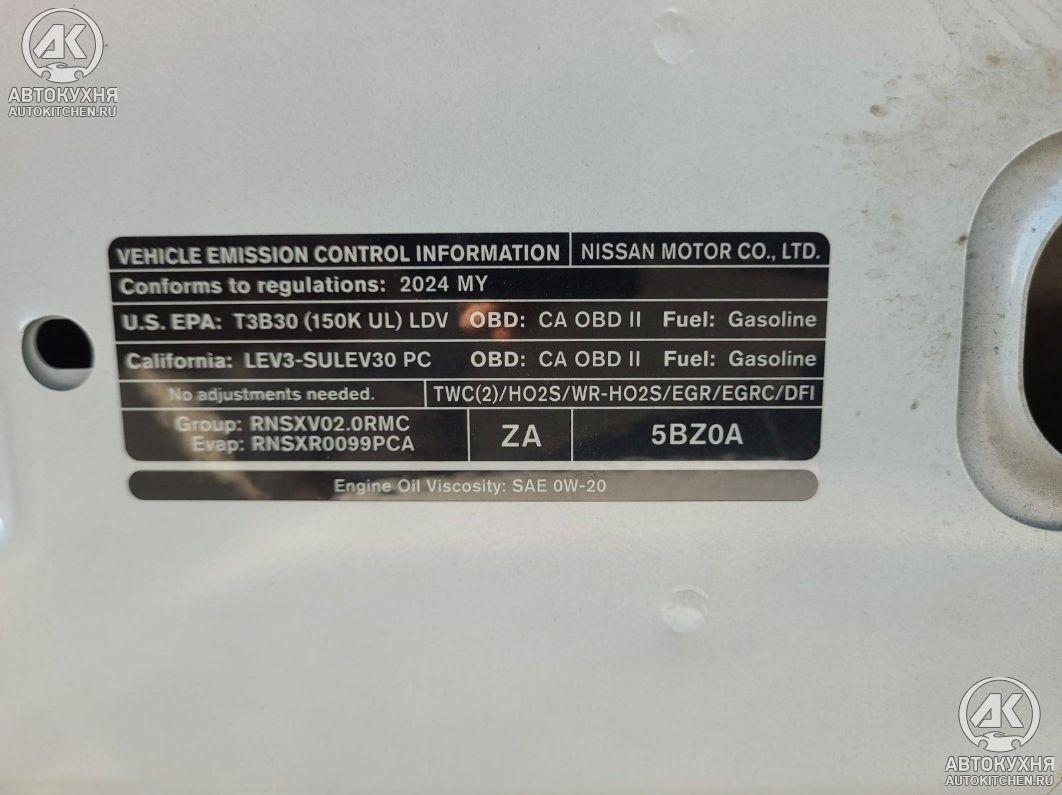 AK
АВТОКУХНЯ
AUTOKITCHEN.RU
VEHICLE EMISSION CONTROL INFORMATION NISSAN MOTOR CO., LTD.
Conforms to regulations: 2024 MY
U.S. EPA: T3B30 (150K UL) LDV OBD: CA OBD II Fuel: Gasoline
California: LEV3-SULEV30 PC OBD: CA OBD II Fuel: Gasoline
No adjustments needed. TWC(2)/HO2S/WR-HO2S/EGR/EGRC/DFI
Group: RNSXV02.0RMC
Evap: RNSXR0099PCA
ZA 5BZ0A
Engine Oil Viscosity: SAE 0W-20
AK
АВТОКУХНЯ
AUTOKITCHEN.RU